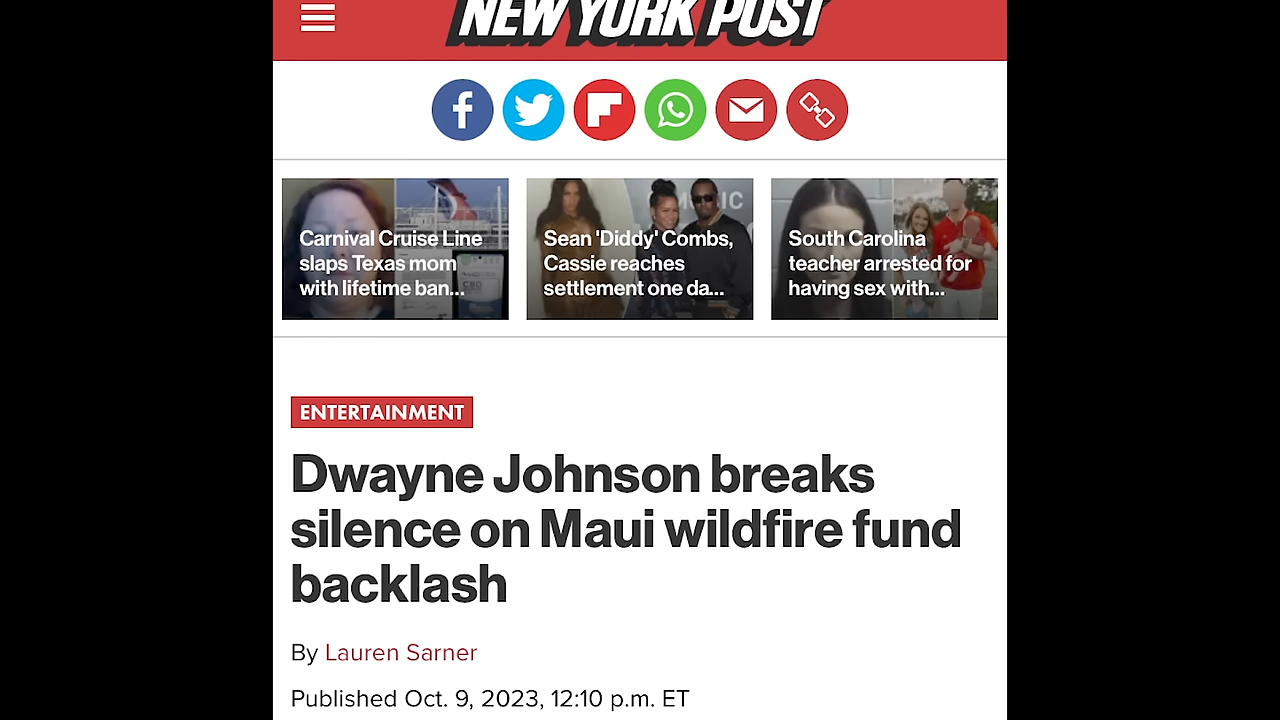 NEW YORK POST
Carnival Cruise Line
slaps Texas mom
with lifetime ban...
Sean 'Diddy' Combs,
Cassie reaches
settlement one da...
South Carolina
teacher arrested for
having sex with...
ENTERTAINMENT
Dwayne Johnson breaks
silence on Maui wildfire fund
backlash
By Lauren Sarner
Published Oct. 9, 2023, 12:10 p.m. ET